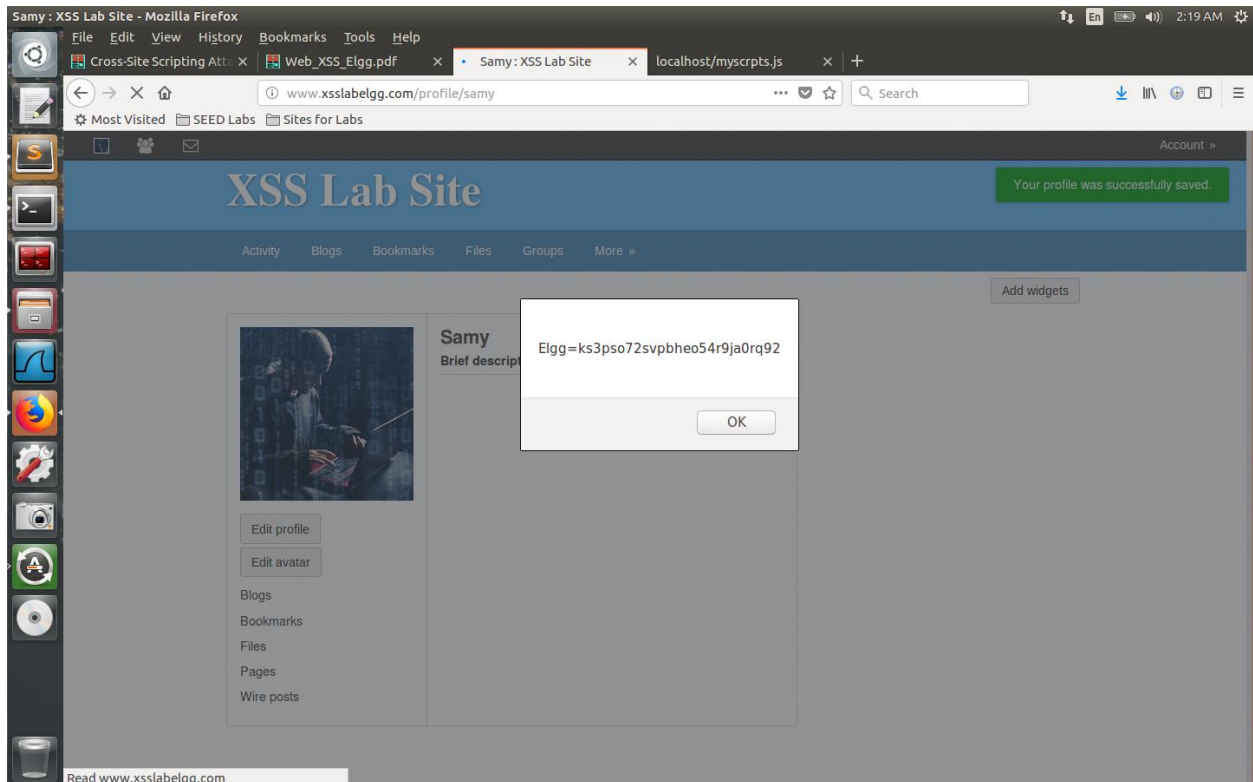 Samy : XSS Lab Site - Mozilla Firefox
En 2:19 AM
File Edit View History Bookmarks Tools Help
Cross-Site Scripting Atta
Web_XSS_Elgg.pdf
Samy : XSS Lab Site
localhost/myscrpts.js
www.xsslabelgg.com/profile/samy
Search
Most Visited SEED Labs Sites for Labs
Account »
XSS Lab Site
Your profile was successfully saved.
Activity Blogs Bookmarks Files Groups More »
Add widgets
Samy
Brief descript
Elgg=ks3pso72svpbheo54r9ja0rq92
OK
Edit profile
Edit avatar
Blogs
Bookmarks
Files
Pages
Wire posts
Read www.xsslabelgg.com